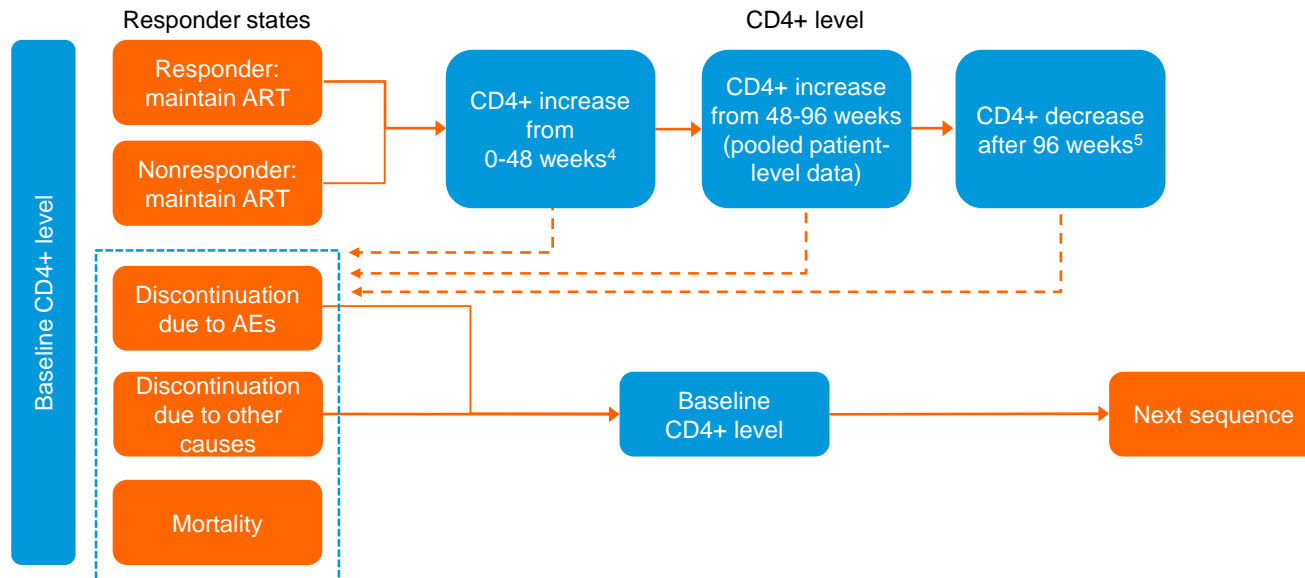 Responder states
CD4+ level
Baseline CD4+ level
Responder:
maintain ART
Nonresponder:
maintain ART
CD4+ increase
from
0-48 weeks4
CD4+ increase
from 48-96 weeks
(pooled patient-
level data)
CD4+ decrease
after 96 weeks5
Discontinuation
due to AEs
Discontinuation
due to other
causes
Mortality
Baseline
CD4+ level
Next sequence